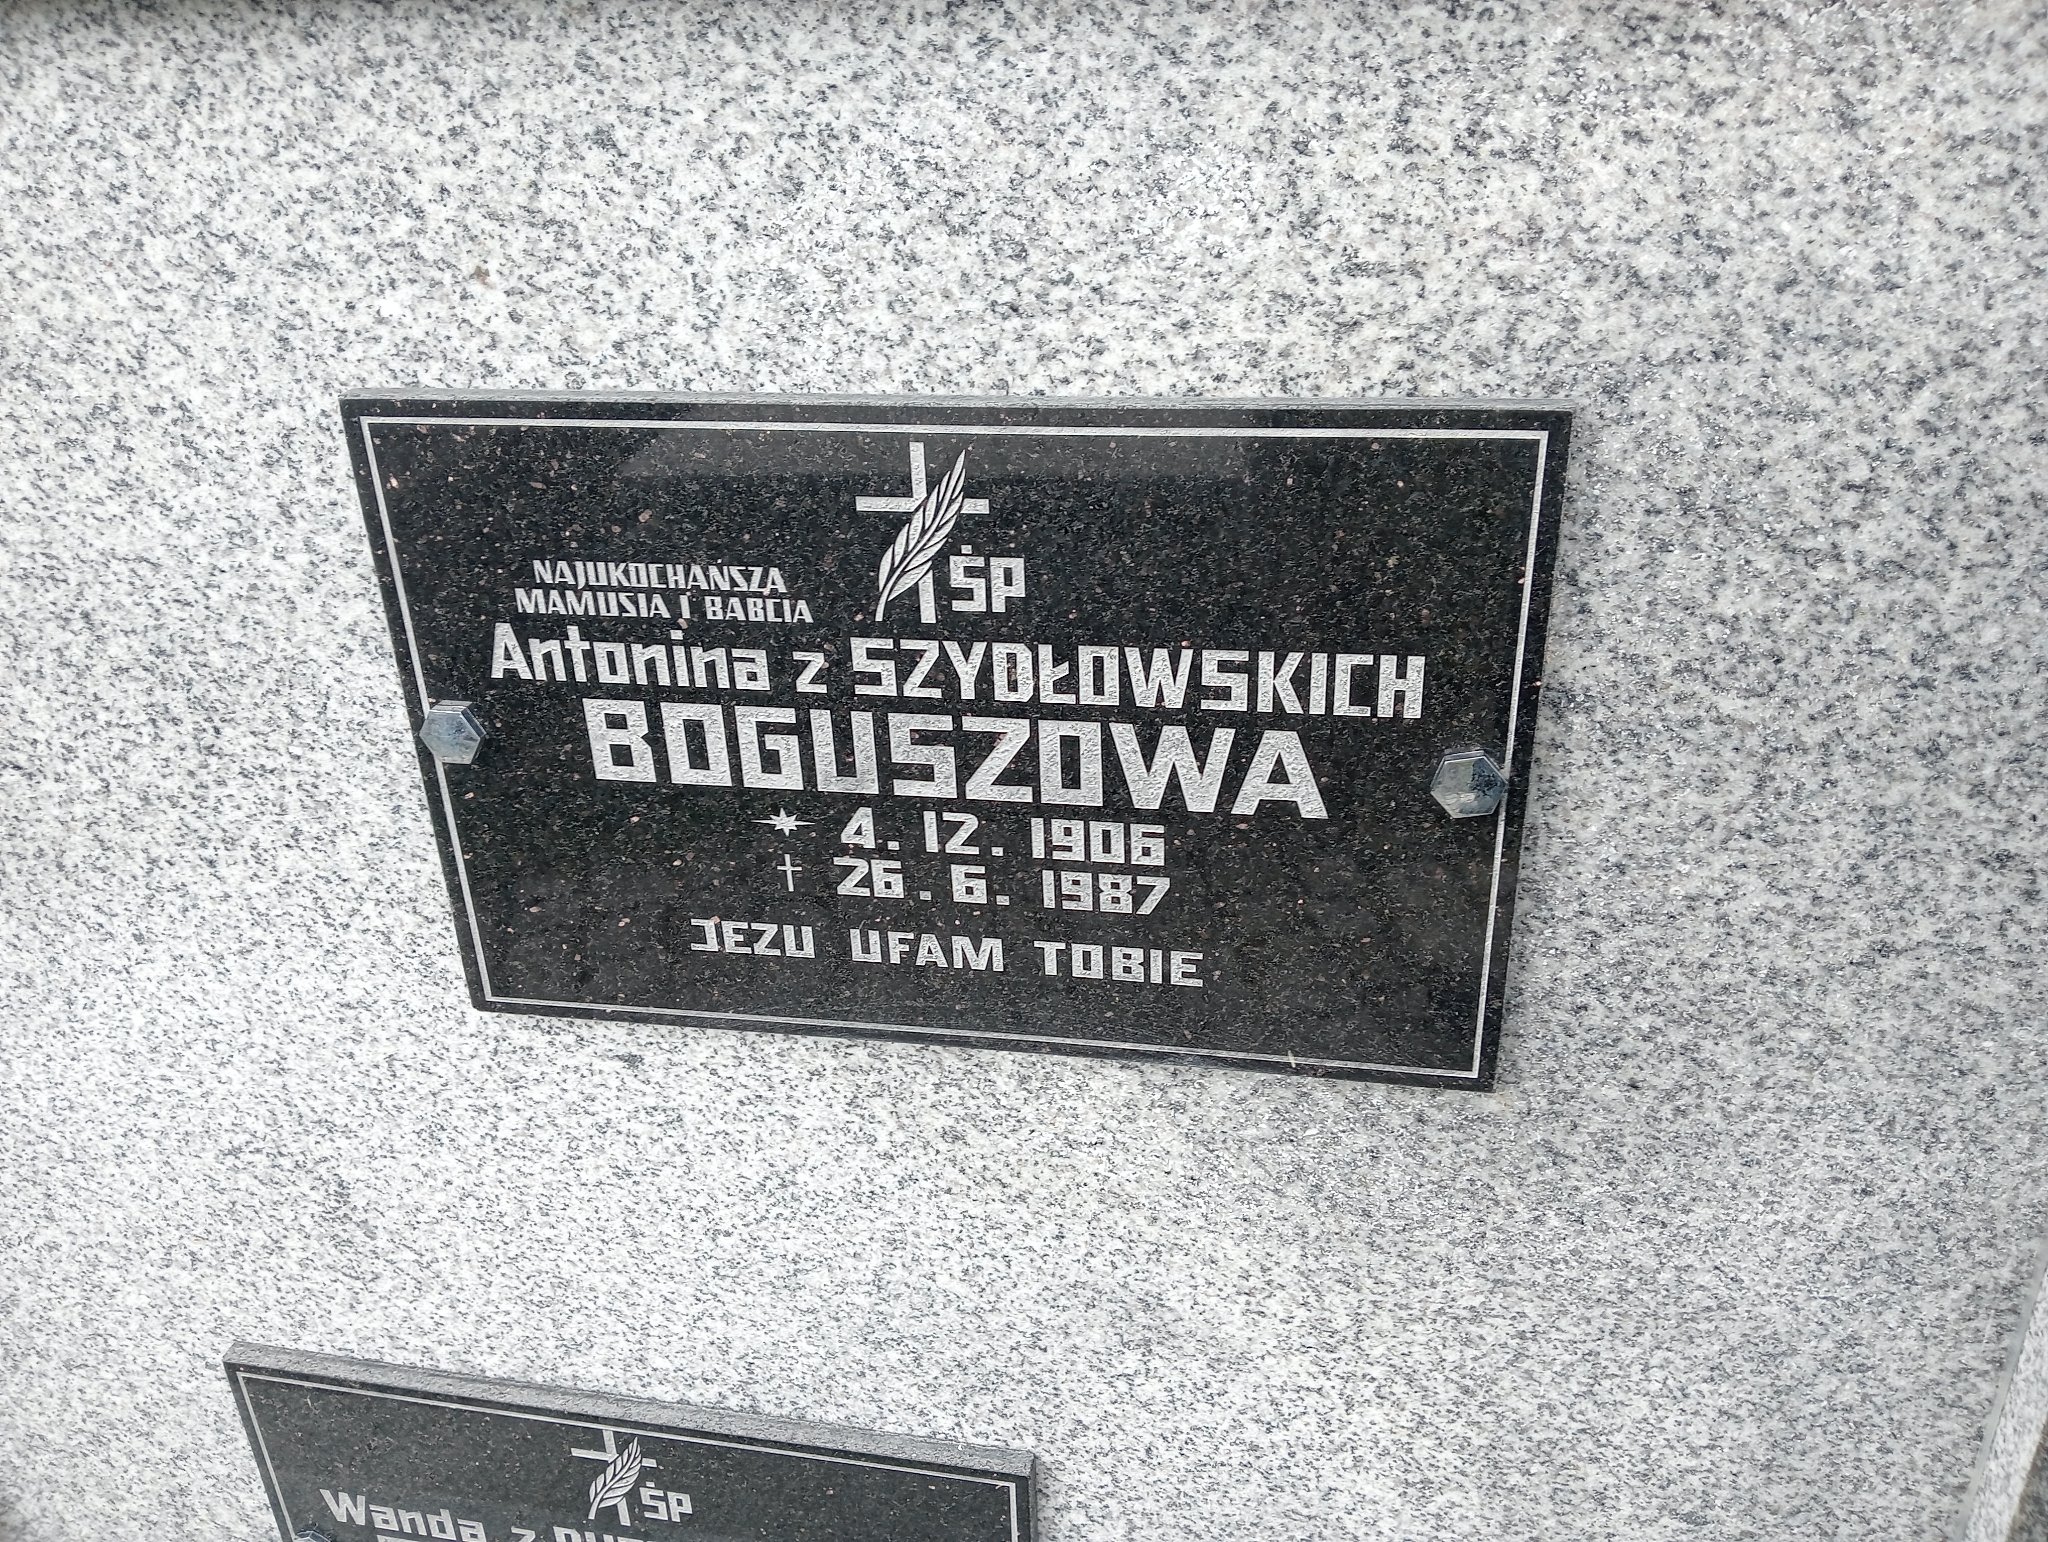 ŚP
NAJUKOCHAŃSZA
MAMUSIA I BABCIA
Antonina z SZYDŁOWSKICH
BOGUSZOWA
4. 12. 1906
† 26. 6. 1987
JEZU UFAM TOBIE
ŚP
Wanda z